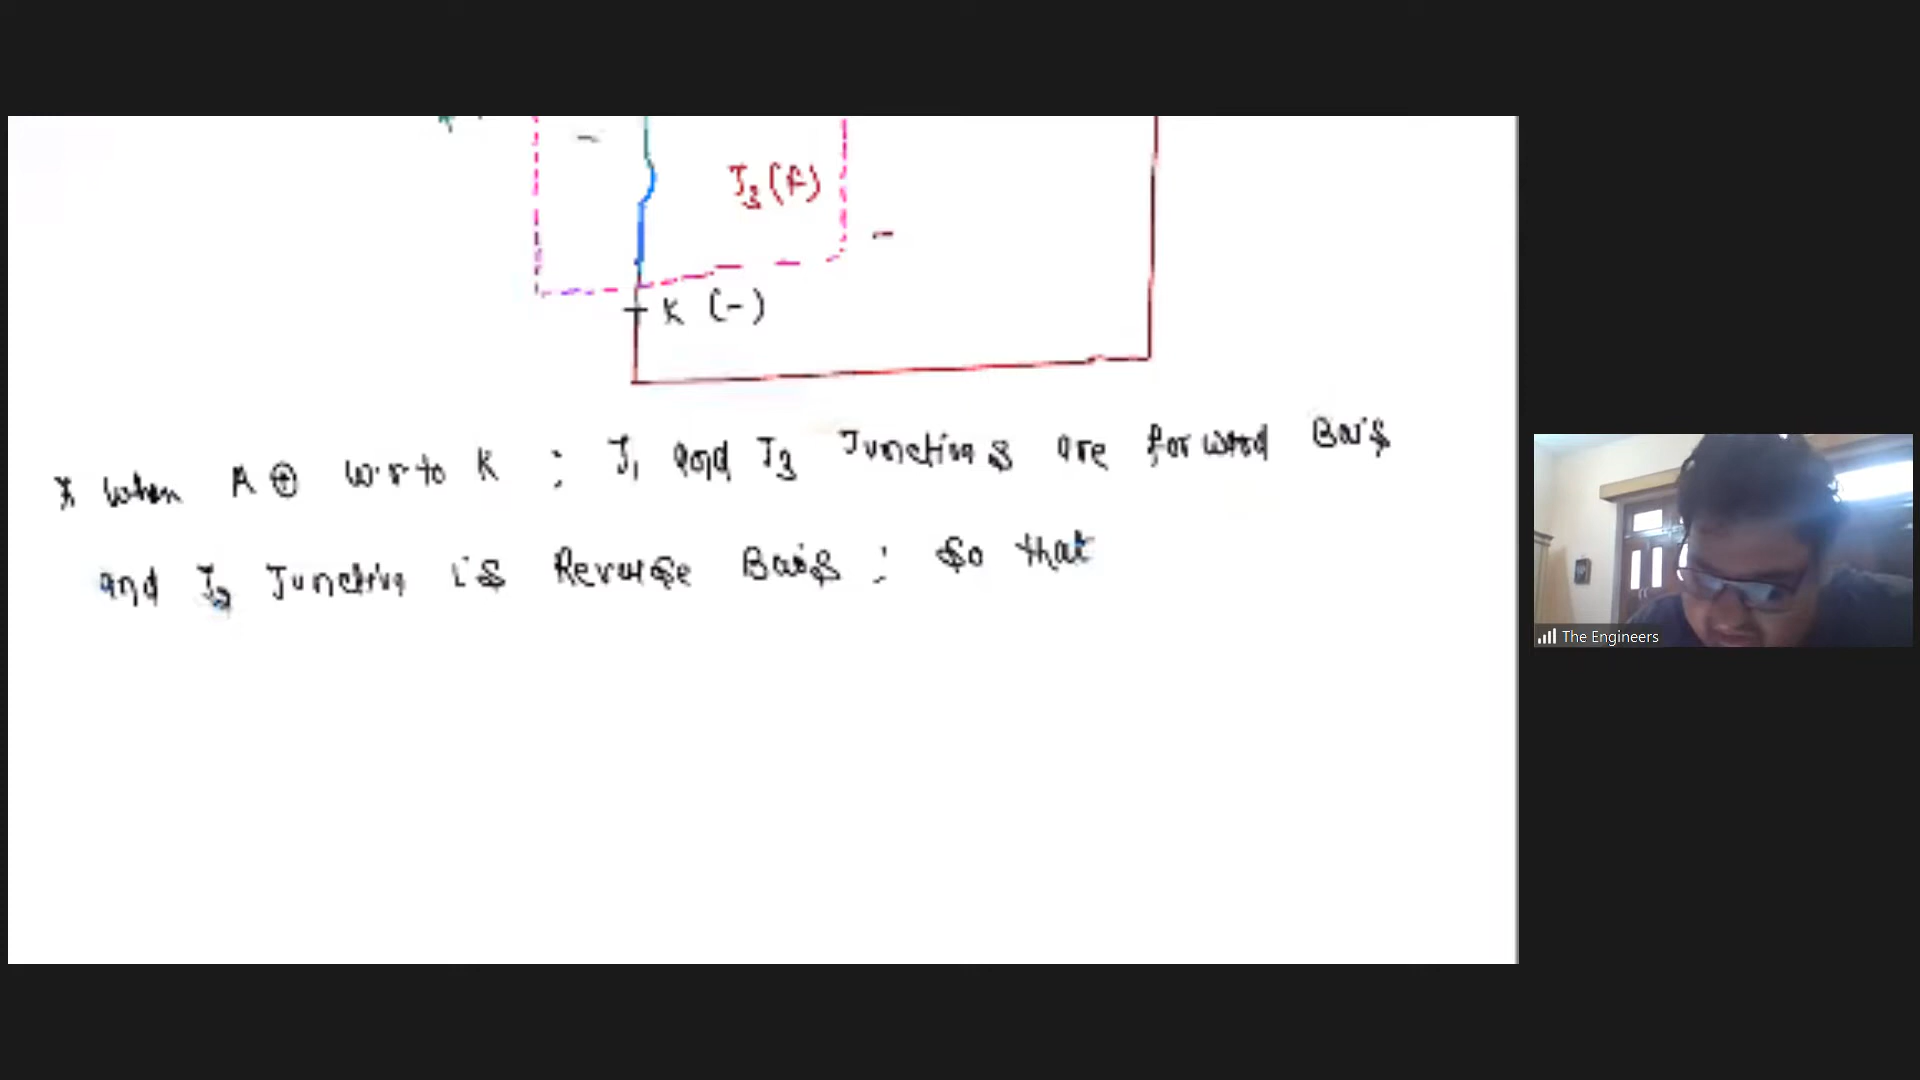 J3 (F)
K (-)
* When A ⊕ w.r.to K : J1 and J3 Junctions are forward Bais
and J2 Junction is Reverse Bais : So that
The Engineers